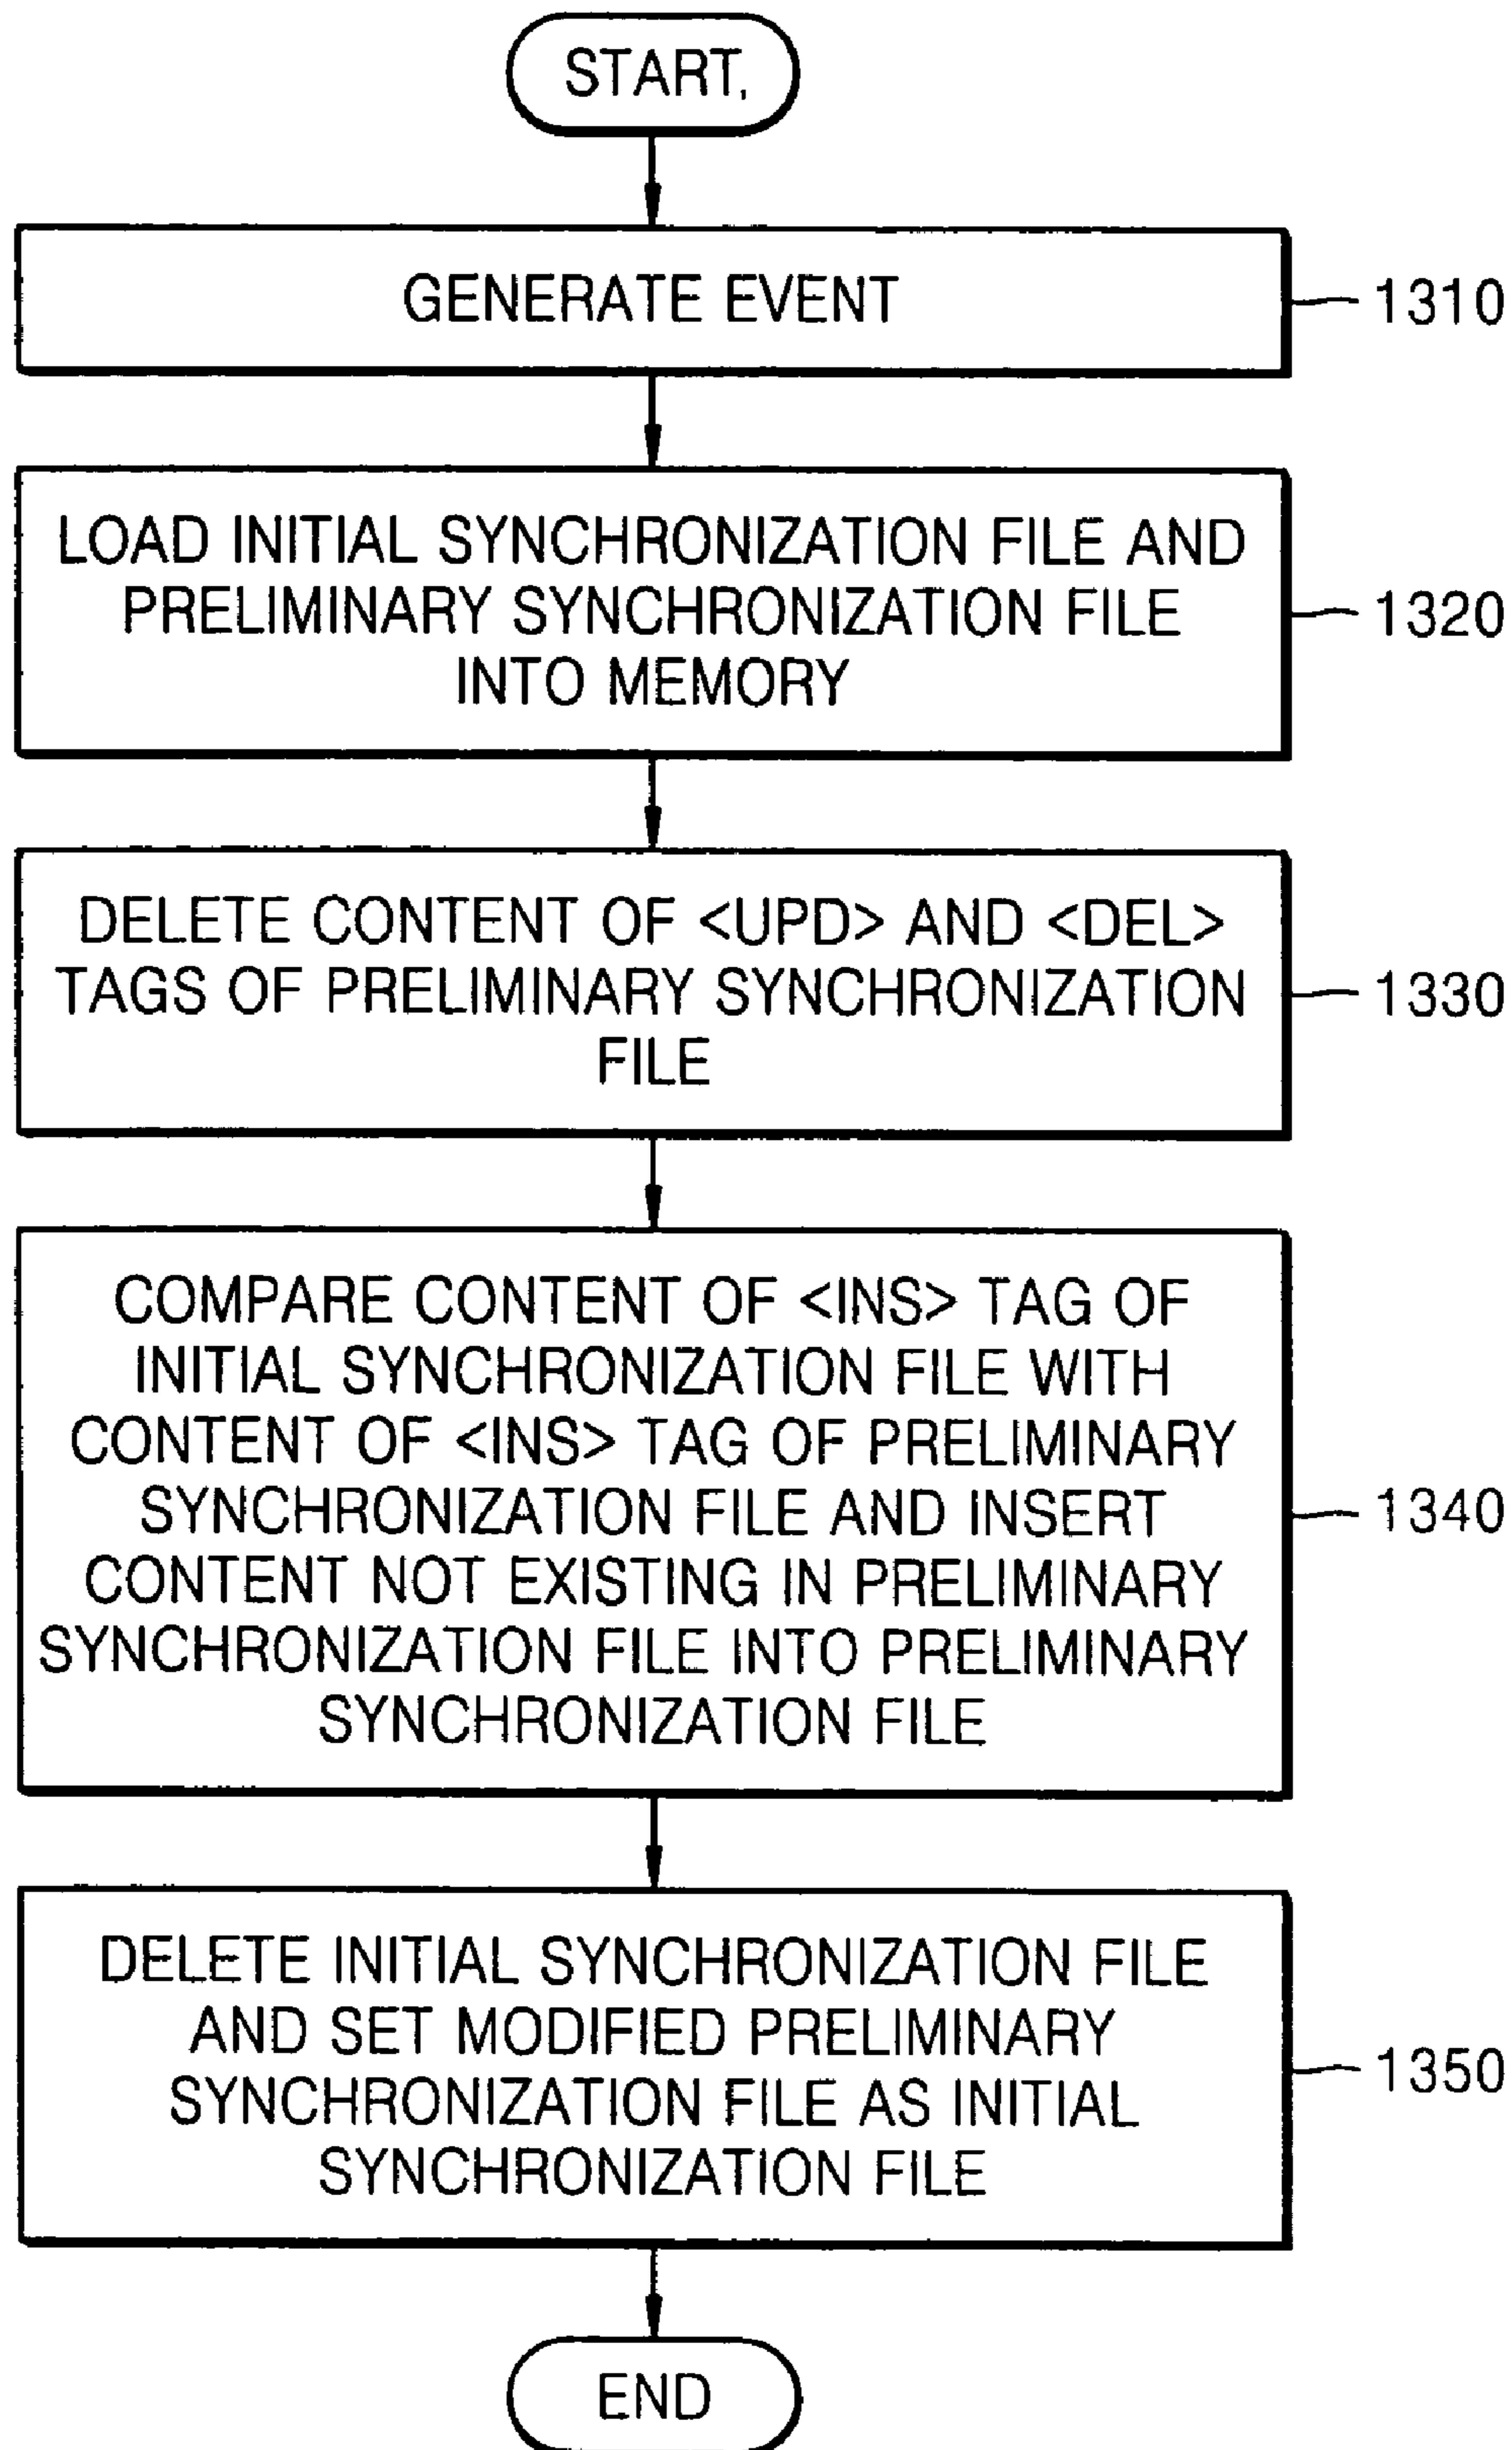 START,
GENERATE EVENT
1310
LOAD INITIAL SYNCHRONIZATION FILE AND
PRELIMINARY SYNCHRONIZATION FILE
INTO MEMORY
1320
DELETE CONTENT OF <UPD> AND <DEL>
TAGS OF PRELIMINARY SYNCHRONIZATION
FILE
1330
COMPARE CONTENT OF <INS> TAG OF
INITIAL SYNCHRONIZATION FILE WITH
CONTENT OF <INS> TAG OF PRELIMINARY
SYNCHRONIZATION FILE AND INSERT
CONTENT NOT EXISTING IN PRELIMINARY
SYNCHRONIZATION FILE INTO PRELIMINARY
SYNCHRONIZATION FILE
1340
DELETE INITIAL SYNCHRONIZATION FILE
AND SET MODIFIED PRELIMINARY
SYNCHRONIZATION FILE AS INITIAL
SYNCHRONIZATION FILE
1350
END